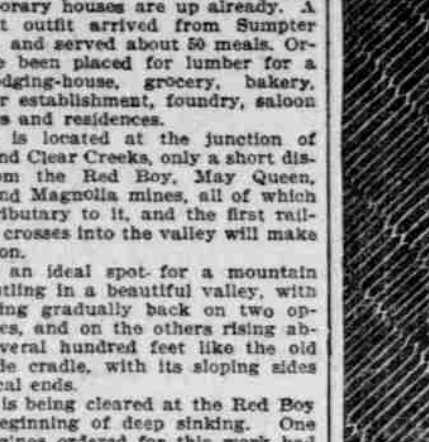 orary houses are up already. A
t outfit arrived from Sumpter
and served about 50 meals. Or-
e been placed for lumber for a
dging-house, grocery, bakery,
r establishment, foundry, saloon
s and residences.
is located at the junction of
nd Clear Creeks, only a short dis-
om the Red Boy, May Queen,
nd Magnolia mines, all of which
ributary to it, and the first rail-
crosses into the valley will make
on.
an ideal spot- for a mountain
tling in a beautiful valley, with
ing gradually back on two op-
es, and on the others rising ab-
veral hundred feet like the old
de cradle, with its sloping sides
cal ends.
is being cleared at the Red Boy
eginning of deep sinking. One
ordered for this work had